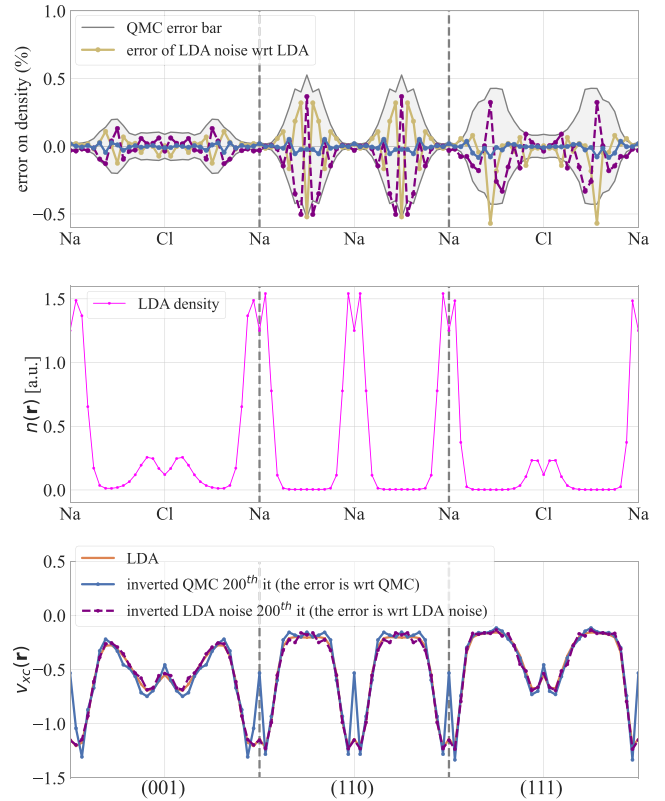 error on density (%)
1.0
0.5
0.0
−0.5
QMC error bar
error of LDA noise wrt LDA
Na Cl Na Na Na Cl Na
n(r) [a.u.]
1.5
1.0
0.5
0.0
LDA density
Na Cl Na Na Na Cl Na
v_xc(r)
0.5
0.0
−0.5
−1.0
−1.5
LDA
inverted QMC 200th it (the error is wrt QMC)
inverted LDA noise 200th it (the error is wrt LDA noise)
(001) (110) (111)